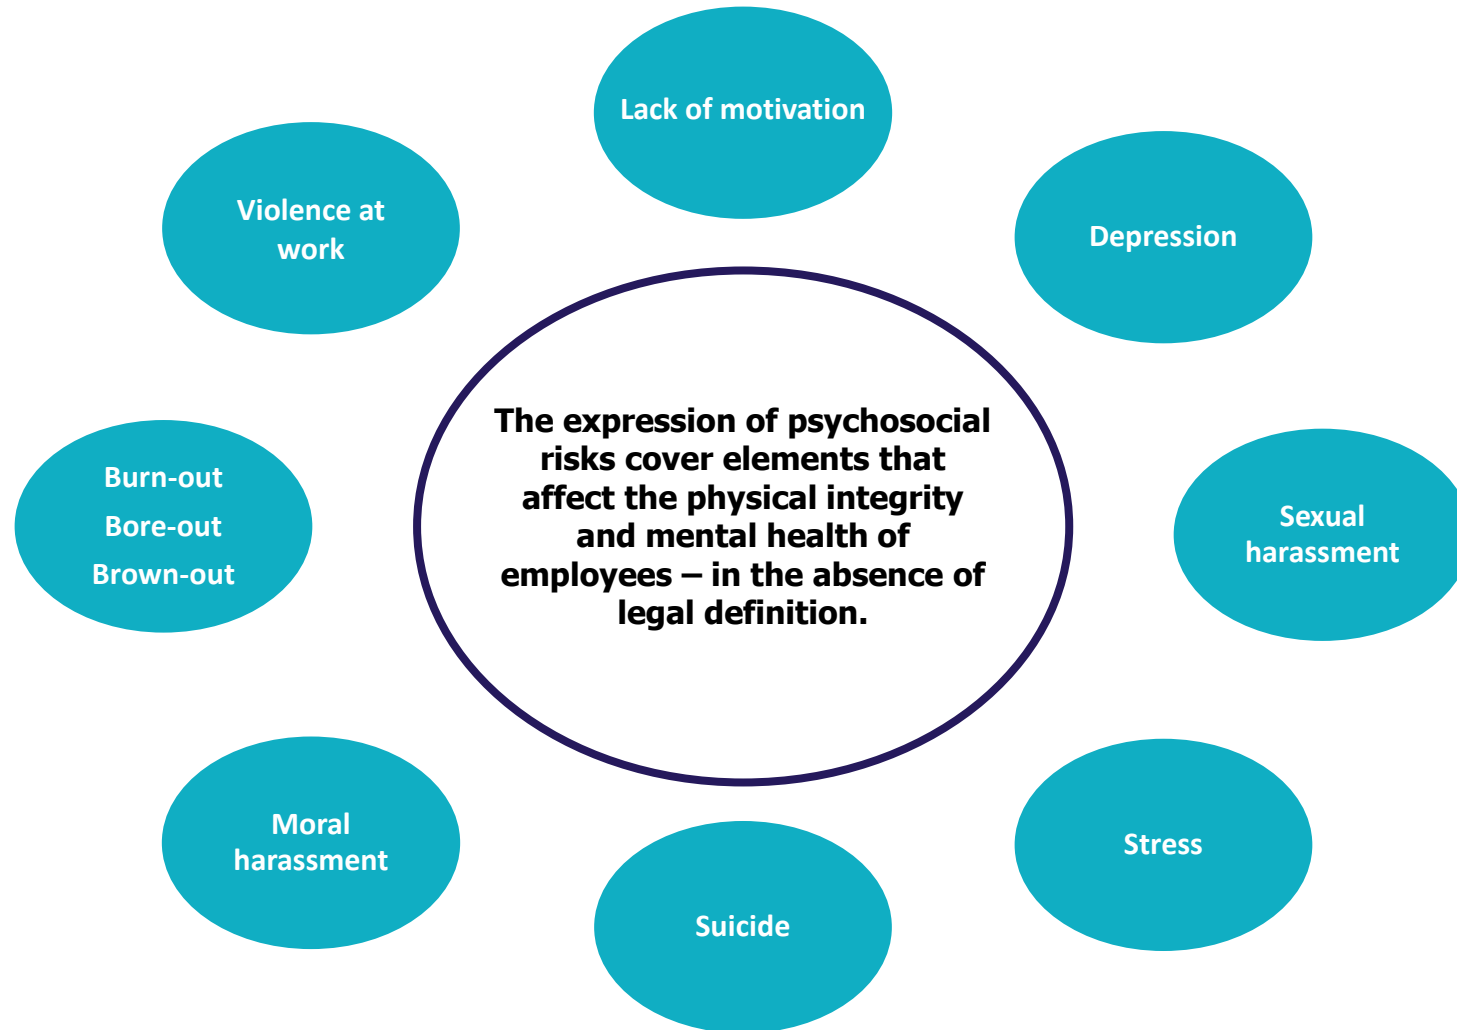 Lack of motivation
Violence at
work
Depression
The expression of psychosocial
risks cover elements that
affect the physical integrity
and mental health of
employees – in the absence of
legal definition.
Burn-out
Bore-out
Brown-out
Sexual
harassment
Moral
harassment
Stress
Suicide